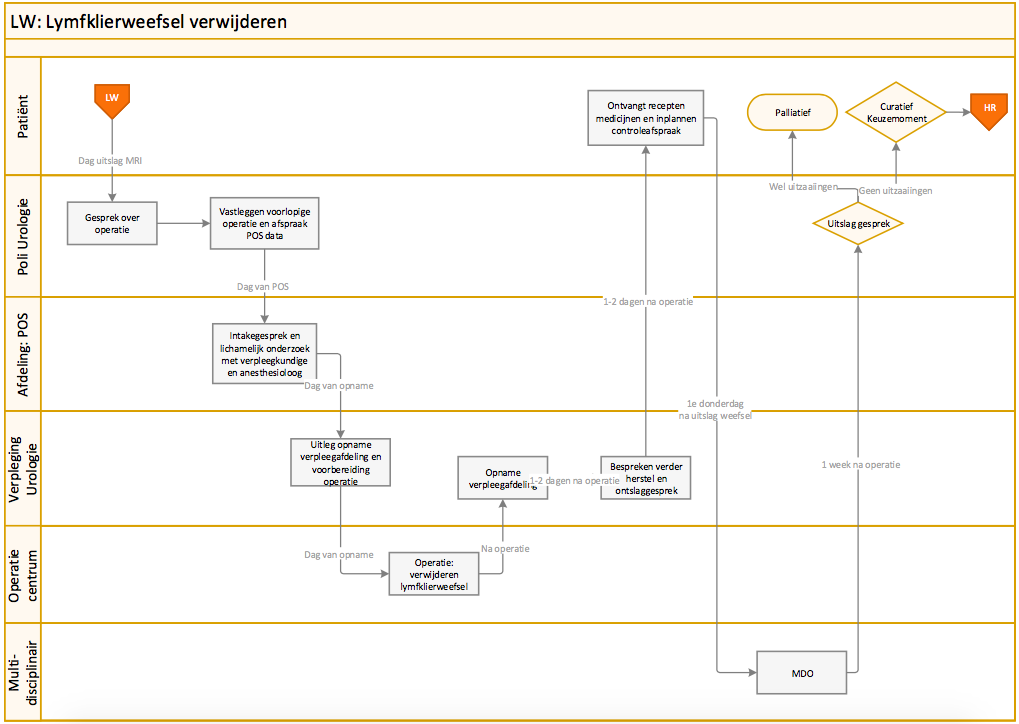 LW: Lymfklierweefsel verwijderen
Patiënt
LW
Dag uitslag MRI
Ontvangt recepten
medicijnen en inplannen
controleafspraak
Palliatief
Curatief
Keuzemoment
HR
Poli Urologie
Gesprek over
operatie
Vastleggen voorlopige
operatie en afspraak
POS data
Wel uitzaaiingen
Geen uitzaaiingen
Uitslag gesprek
Dag van POS
1-2 dagen na operatie
Afdeling: POS
Intakegesprek en
lichamelijk onderzoek
met verpleegkundige
en anesthesioloog
Dag van opname
1e donderdag
na uitslag weefsel
Verpleging
Urologie
Uitleg opname
verpleegafdeling en
voorbereiding
operatie
Opname
verpleegafdeling
1-2 dagen na operatie
Bespreken verder
herstel en
ontslaggesprek
1 week na operatie
Operatie
centrum
Dag van opname
Na operatie
Operatie:
verwijderen
lymfklierweefsel
Multi-
disciplinair
MDO